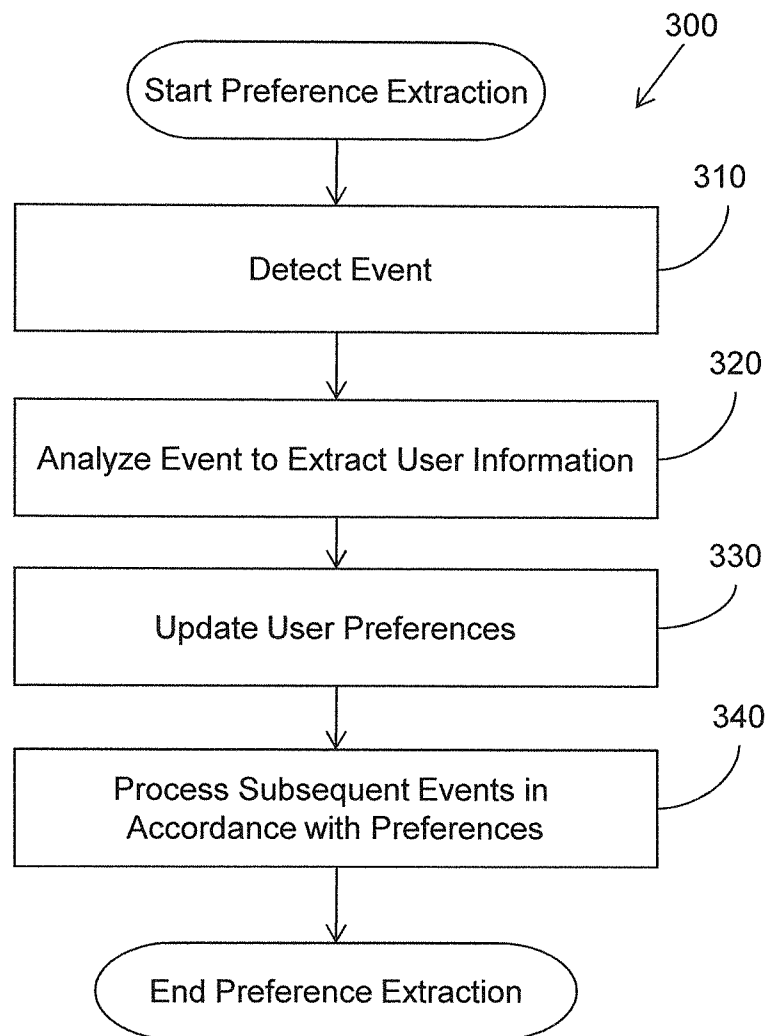 300
Start Preference Extraction
310
Detect Event
320
Analyze Event to Extract User Information
330
Update User Preferences
340
Process Subsequent Events in
Accordance with Preferences
End Preference Extraction